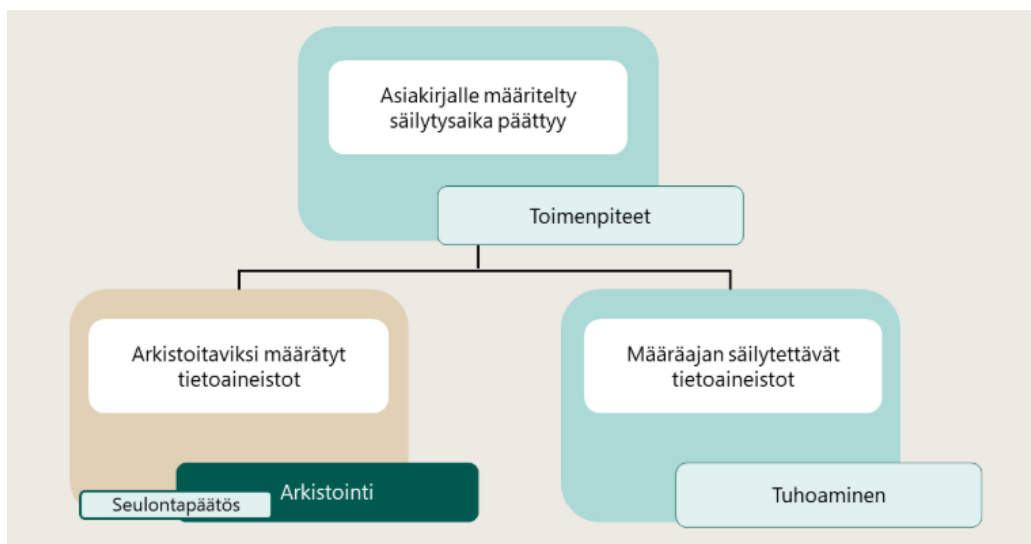 Asiakirjalle määritelty
säilytysaika päättyy
Toimenpiteet
Arkistoitaviksi määrätyt
tietoaineistot
Arkistointi
Seulontapäätös
Määräajan säilytettävät
tietoaineistot
Tuhoaminen